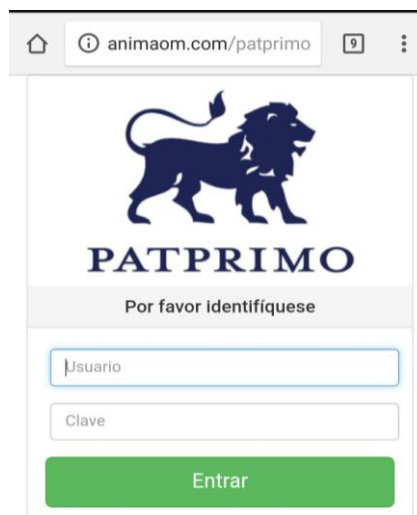 animaom.com/patprimo 9
PATPRIMO
Por favor identifíquese
Usuario
Clave
Entrar